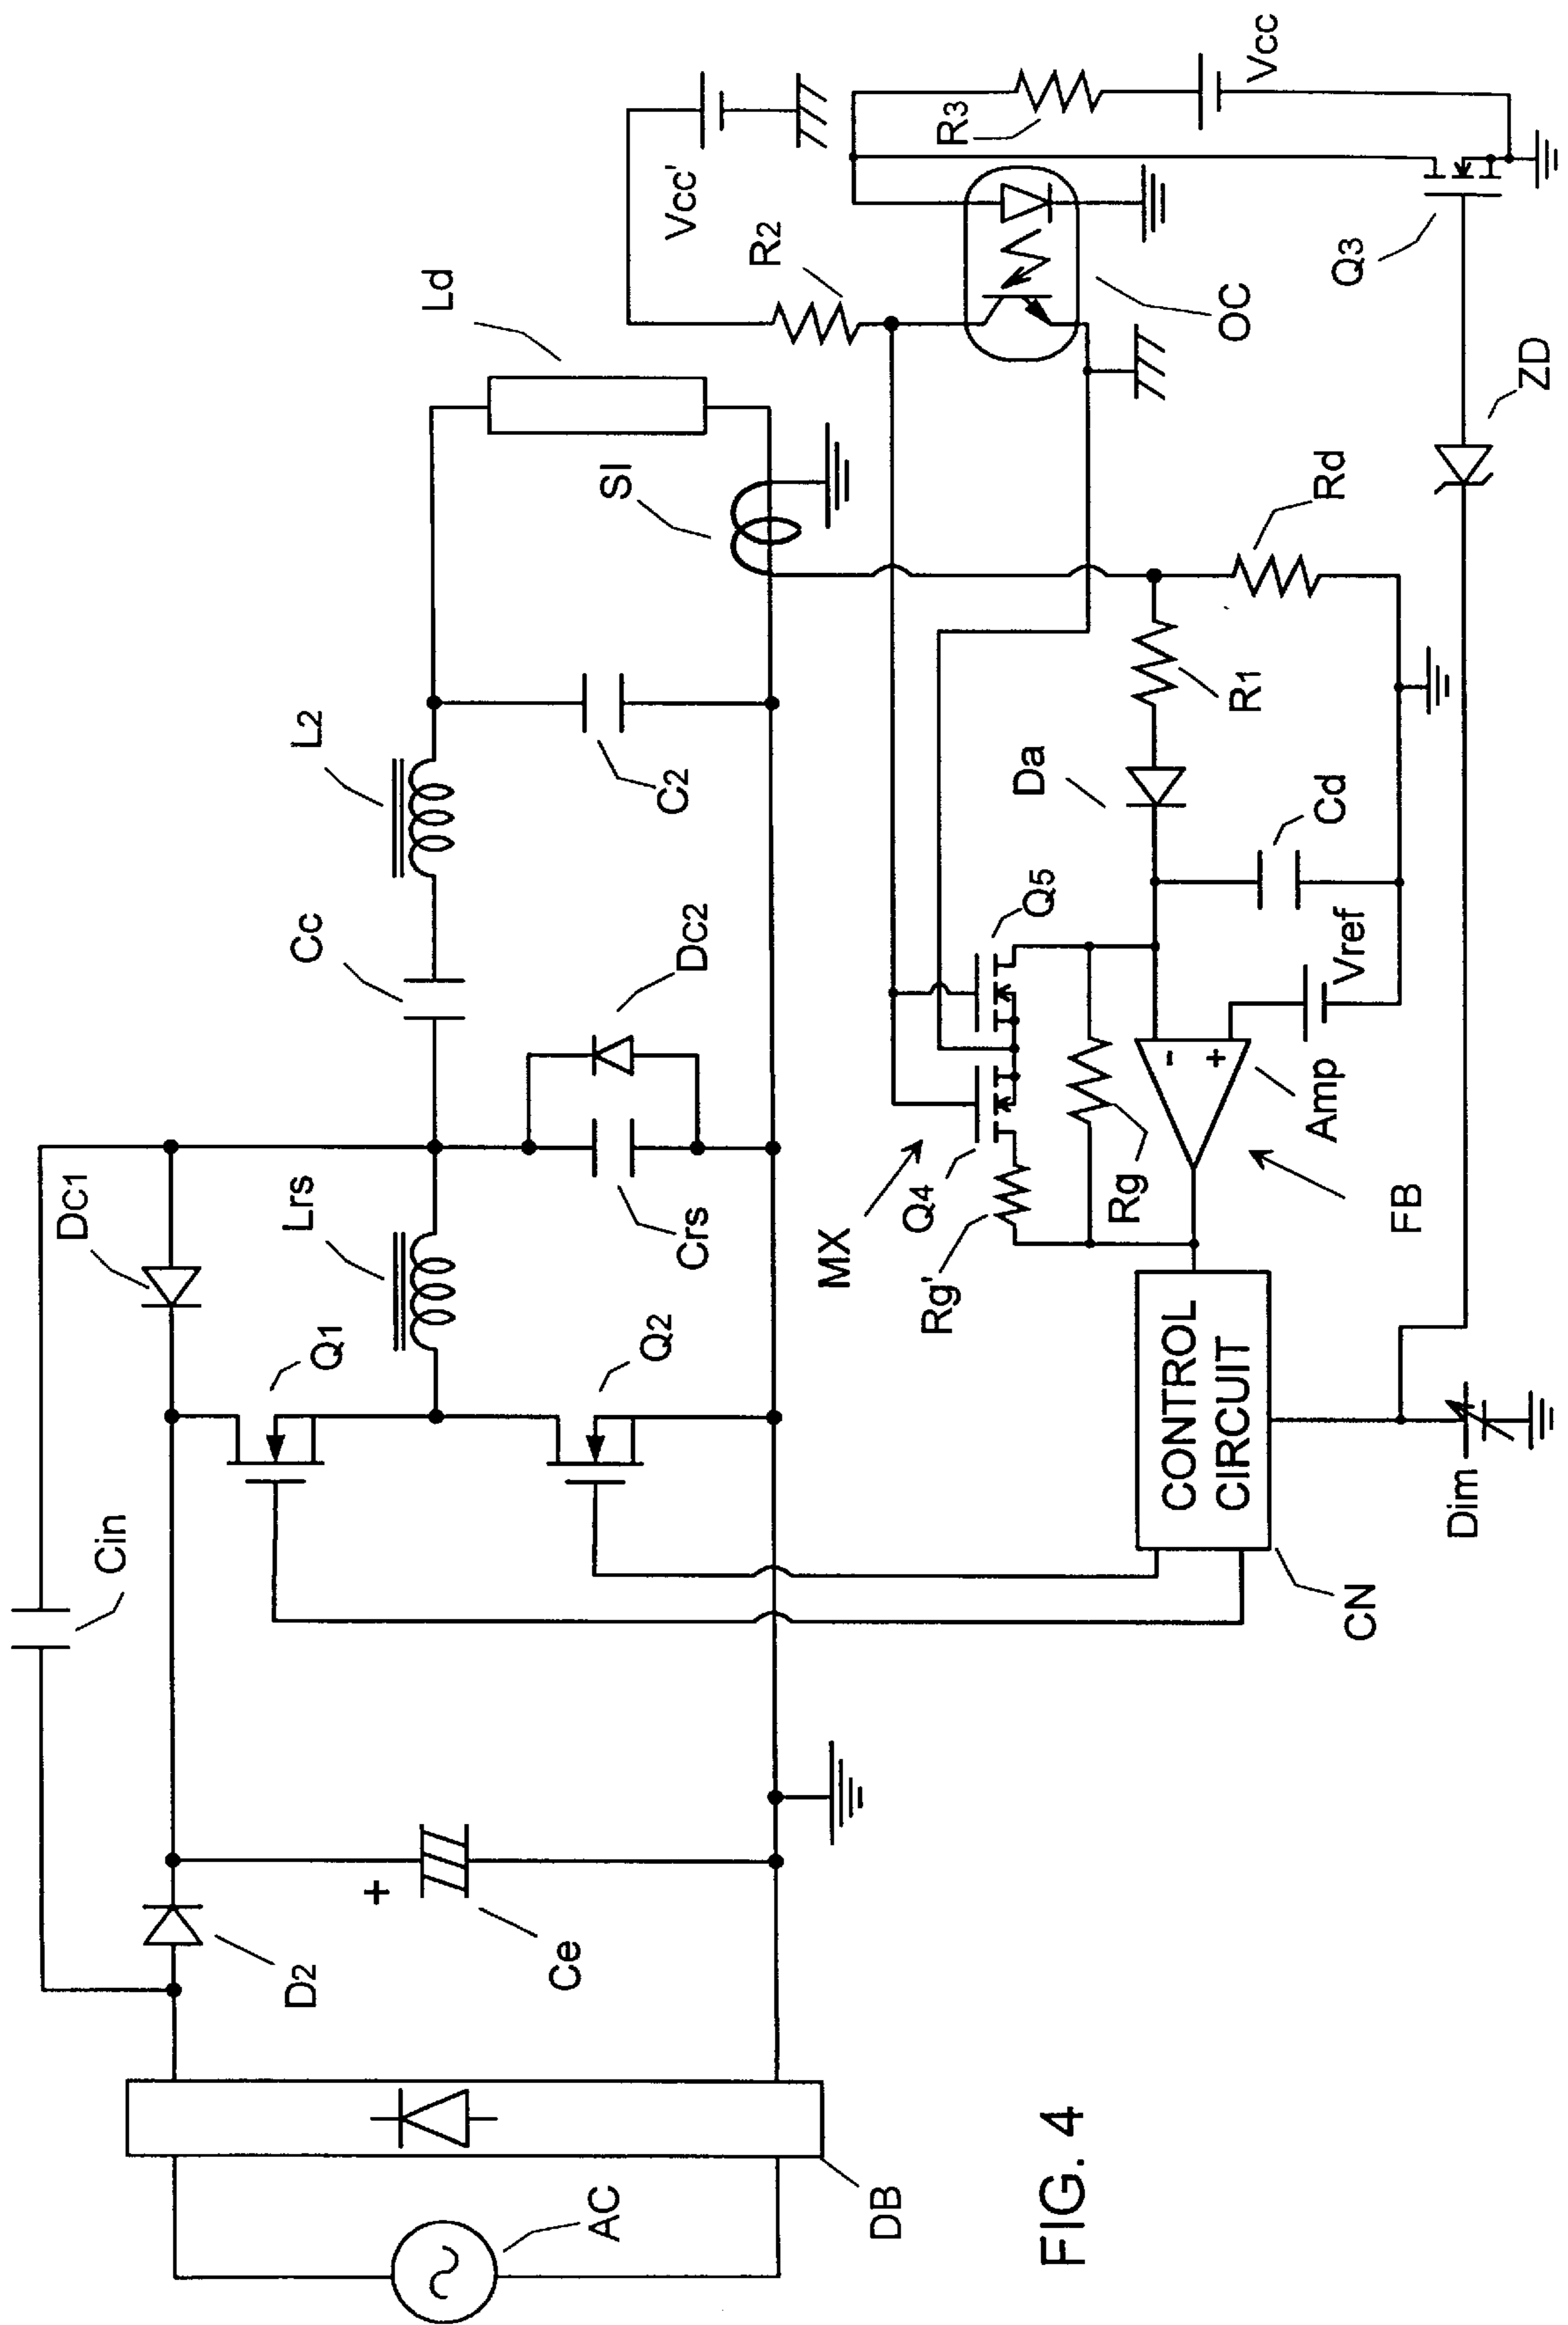 Cin
DC1
Lrs
Cc
L2
Ld
Vcc'
R2
R3
Vcc
Q1
Q2
Crs
DC2
C2
SI
OC
Q3
D2
+
Ce
AC
DB
MX
Q4
Rg'
Rg
Q5
Da
R1
Rd
ZD
Cd
Vref
-
+
Amp
FB
CONTROL
CIRCUIT
CN
Dim
FIG. 4